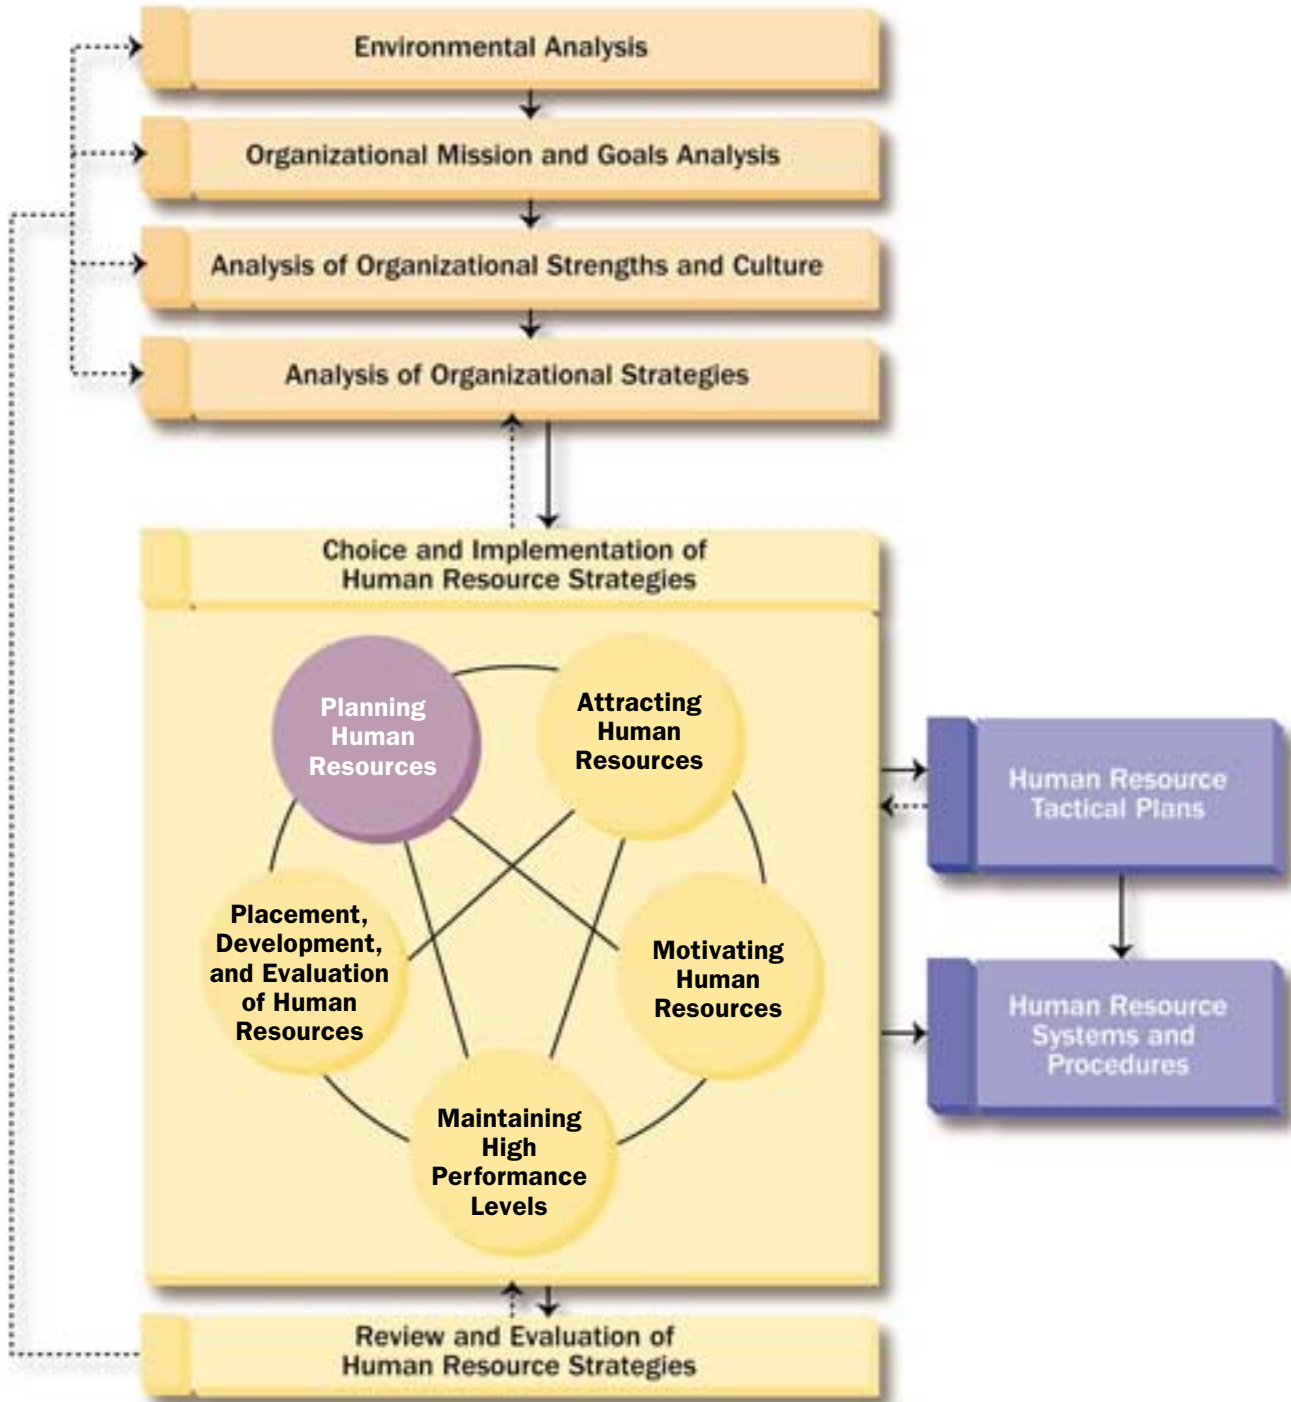 Environmental Analysis
Organizational Mission and Goals Analysis
Analysis of Organizational Strengths and Culture
Analysis of Organizational Strategies
Choice and Implementation of
Human Resource Strategies
Planning
Human
Resources
Attracting
Human
Resources
Placement,
Development,
and Evaluation
of Human
Resources
Motivating
Human
Resources
Maintaining
High
Performance
Levels
Human Resource
Tactical Plans
Human Resource
Systems and
Procedures
Review and Evaluation of
Human Resource Strategies